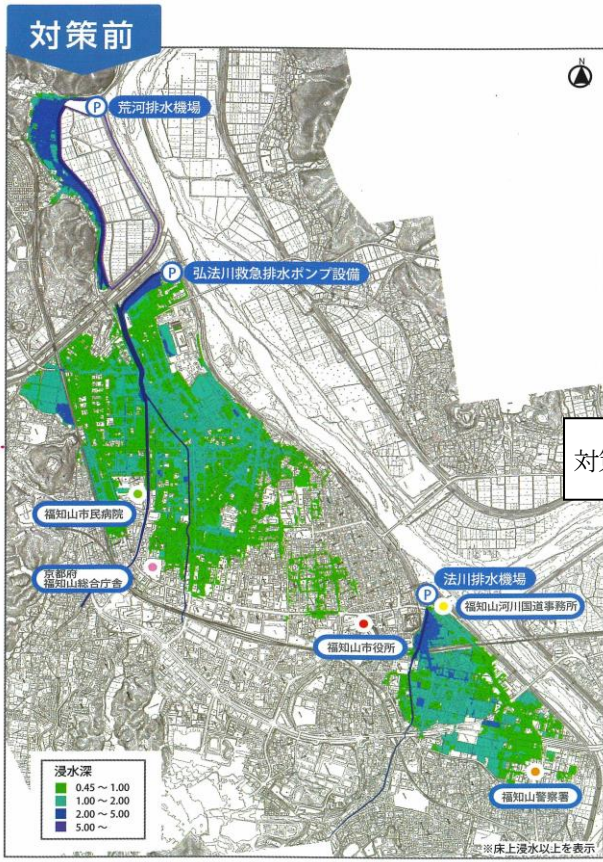 対策前
N
P 荒河排水機場
P 弘法川救急排水ポンプ設備
対策
福知山市民病院
京都府
福知山総合庁舎
法川排水機場
P
福知山河川国道事務所
福知山市役所
福知山警察署
浸水深
0.45 ～ 1.00
1.00 ～ 2.00
2.00 ～ 5.00
5.00 ～
※床上浸水以上を表示